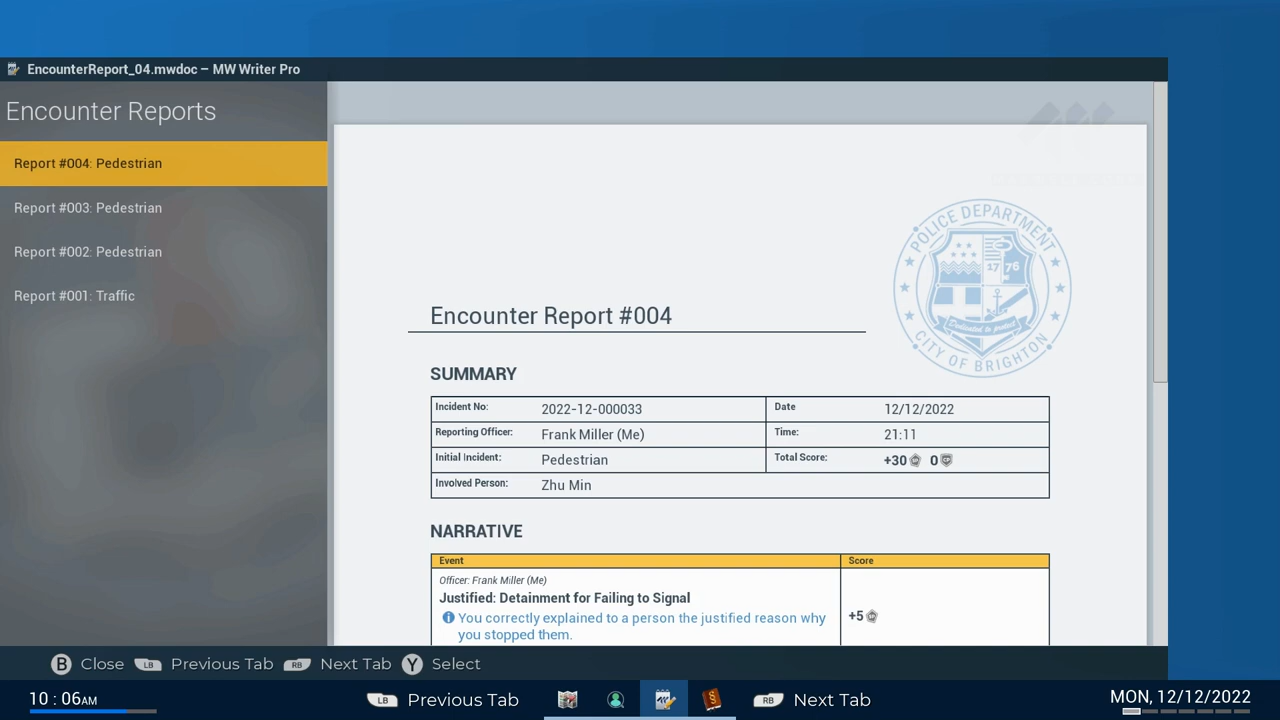 EncounterReport_04.mwdoc – MW Writer Pro
Encounter Reports
Report #004: Pedestrian
Report #003: Pedestrian
Report #002: Pedestrian
Report #001: Traffic
POLICE DEPARTMENT
17 76
Dedicated to protect
CITY OF BRIGHTON
Encounter Report #004
SUMMARY
Incident No: 2022-12-000033 Date 12/12/2022
Reporting Officer: Frank Miller (Me) Time: 21:11
Initial Incident: Pedestrian Total Score: +30 0
Involved Person: Zhu Min
NARRATIVE
Event Score
Officer: Frank Miller (Me)
Justified: Detainment for Failing to Signal
You correctly explained to a person the justified reason why
you stopped them.
+5
B Close LB Previous Tab RB Next Tab Y Select
10 : 06AM LB Previous Tab RB Next Tab MON, 12/12/2022